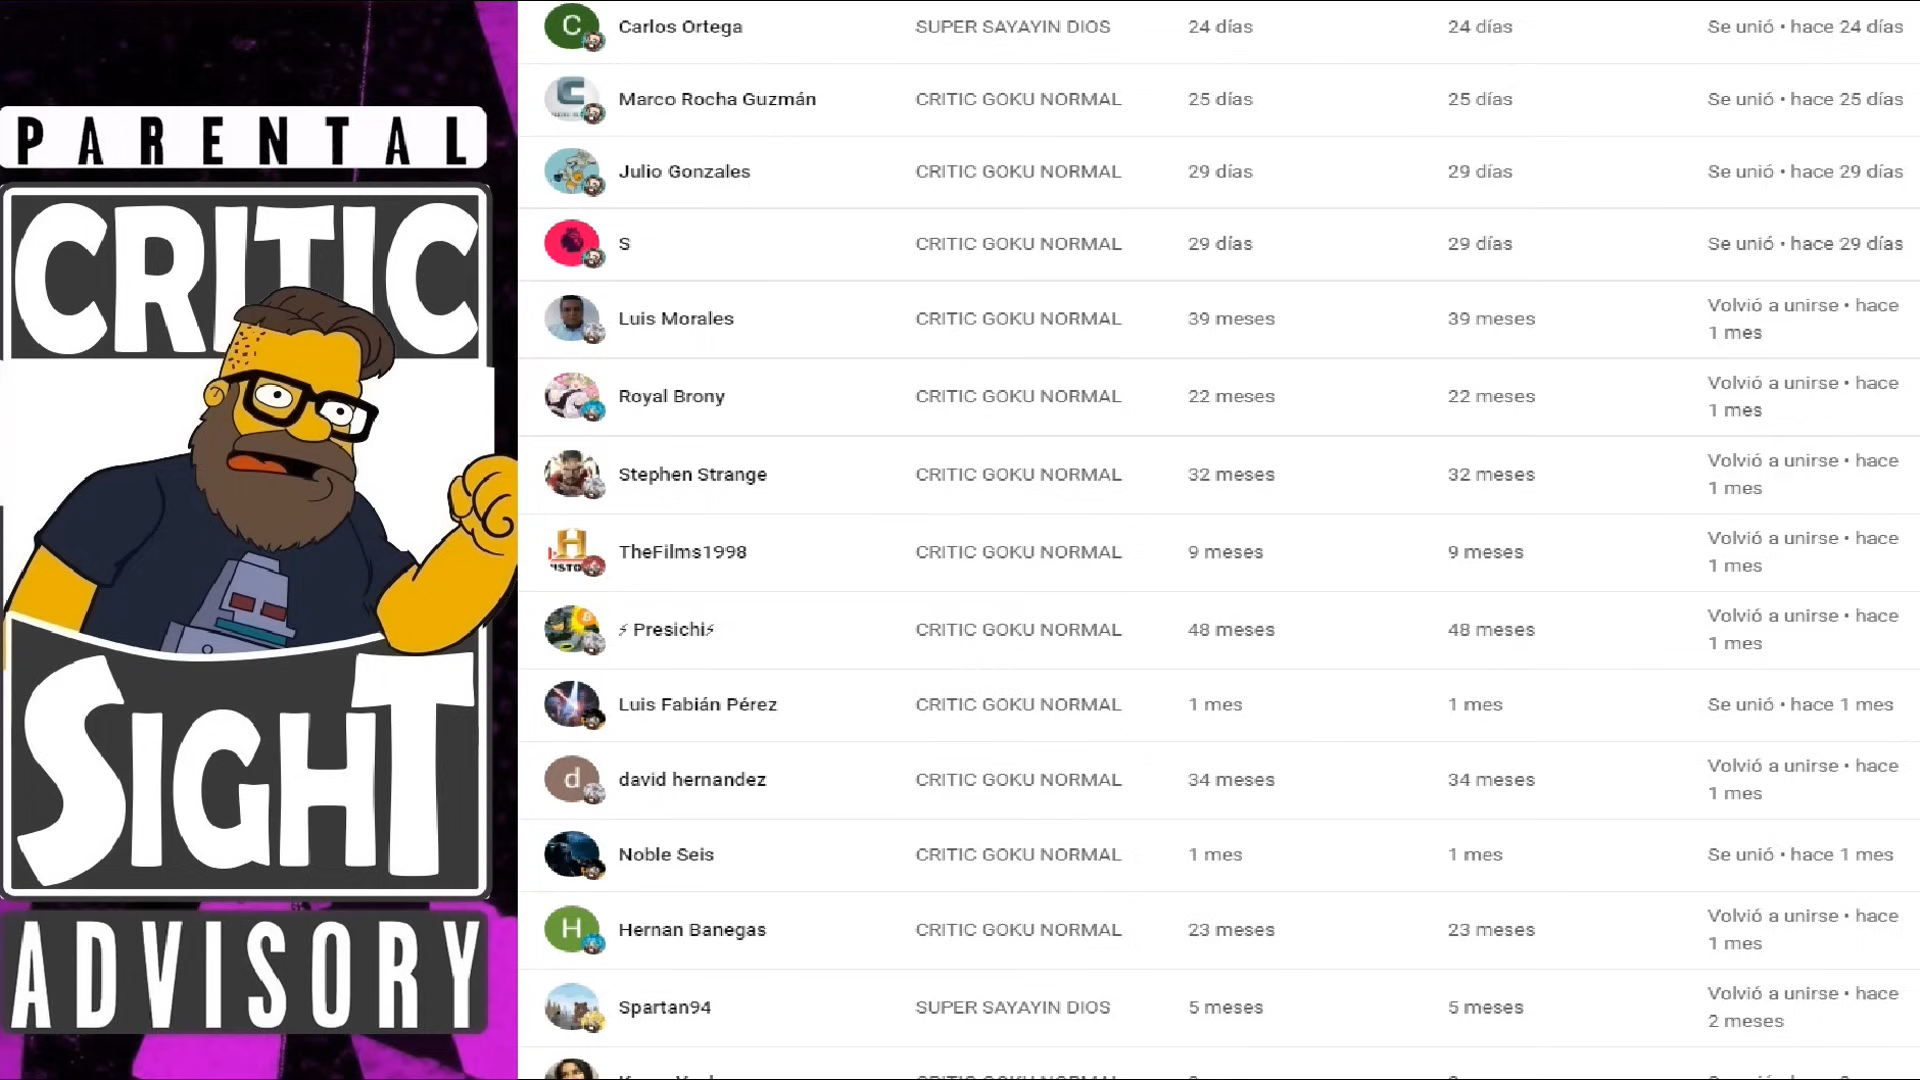 PARENTAL
CRITIC
SIGHT
ADVISORY
C Carlos Ortega SUPER SAYAYIN DIOS 24 días 24 días Se unió • hace 24 días
Marco Rocha Guzmán CRITIC GOKU NORMAL 25 días 25 días Se unió • hace 25 días
Julio Gonzales CRITIC GOKU NORMAL 29 días 29 días Se unió • hace 29 días
S CRITIC GOKU NORMAL 29 días 29 días Se unió • hace 29 días
Luis Morales CRITIC GOKU NORMAL 39 meses 39 meses Volvió a unirse • hace
1 mes
Royal Brony CRITIC GOKU NORMAL 22 meses 22 meses Volvió a unirse • hace
1 mes
Stephen Strange CRITIC GOKU NORMAL 32 meses 32 meses Volvió a unirse • hace
1 mes
H TheFilms1998 CRITIC GOKU NORMAL 9 meses 9 meses Volvió a unirse • hace
1 mes
⚡ Presichi⚡ CRITIC GOKU NORMAL 48 meses 48 meses Volvió a unirse • hace
1 mes
Luis Fabián Pérez CRITIC GOKU NORMAL 1 mes 1 mes Se unió • hace 1 mes
d david hernandez CRITIC GOKU NORMAL 34 meses 34 meses Volvió a unirse • hace
1 mes
Noble Seis CRITIC GOKU NORMAL 1 mes 1 mes Se unió • hace 1 mes
H Hernan Banegas CRITIC GOKU NORMAL 23 meses 23 meses Volvió a unirse • hace
1 mes
Spartan94 SUPER SAYAYIN DIOS 5 meses 5 meses Volvió a unirse • hace
2 meses